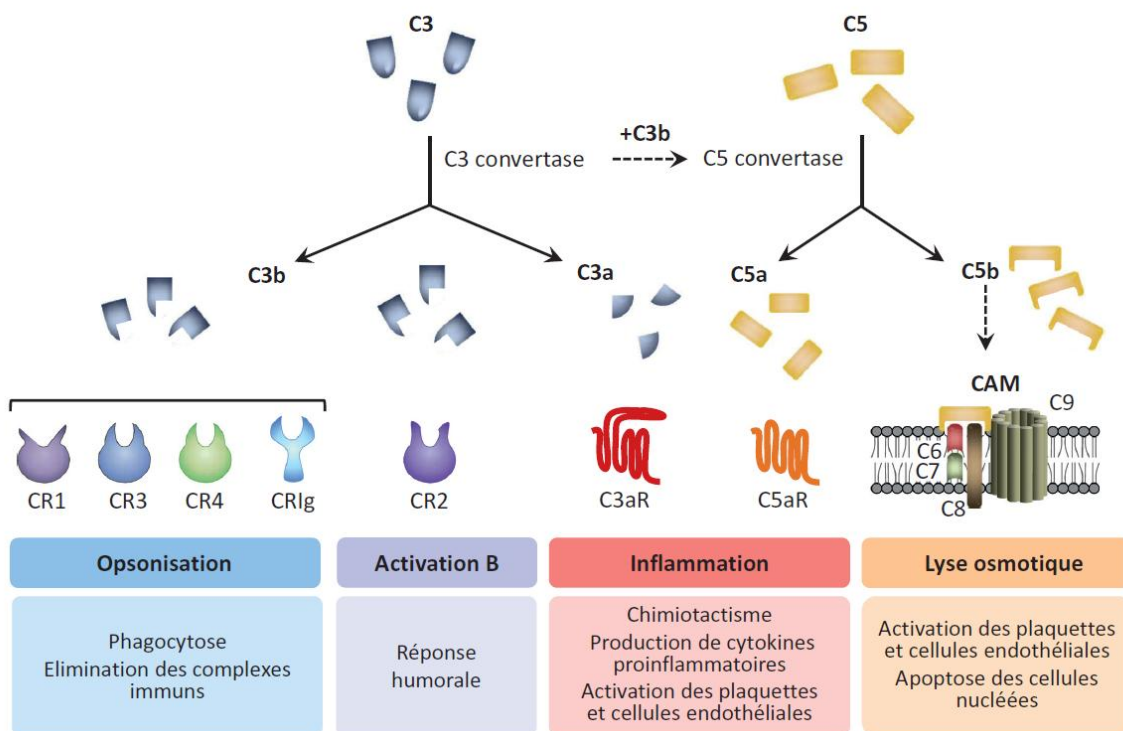 C3
C5
+C3b
C3 convertase
C5 convertase
C3b
C3a
C5a
C5b
CAM
C9
C6
C7
C8
CR1
CR3
CR4
CRIg
CR2
C3aR
C5aR
Opsonisation
Phagocytose
Elimination des complexes
immuns
Activation B
Réponse
humorale
Inflammation
Chimiotactisme
Production de cytokines
proinflammatoires
Activation des plaquettes
et cellules endothéliales
Lyse osmotique
Activation des plaquettes
et cellules endothéliales
Apoptose des cellules
nucléées